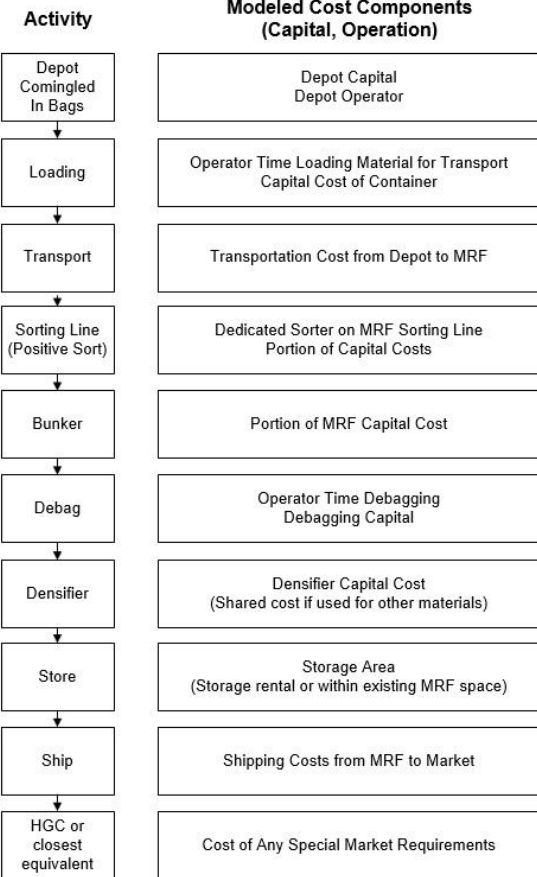 Activity
Modeled Cost Components
(Capital, Operation)
Depot
Comingled
In Bags
Depot Capital
Depot Operator
Loading
Operator Time Loading Material for Transport
Capital Cost of Container
Transport
Transportation Cost from Depot to MRF
Sorting Line
(Positive Sort)
Dedicated Sorter on MRF Sorting Line
Portion of Capital Costs
Bunker
Portion of MRF Capital Cost
Debag
Operator Time Debagging
Debagging Capital
Densifier
Densifier Capital Cost
(Shared cost if used for other materials)
Store
Storage Area
(Storage rental or within existing MRF space)
Ship
Shipping Costs from MRF to Market
HGC or
closest
equivalent
Cost of Any Special Market Requirements